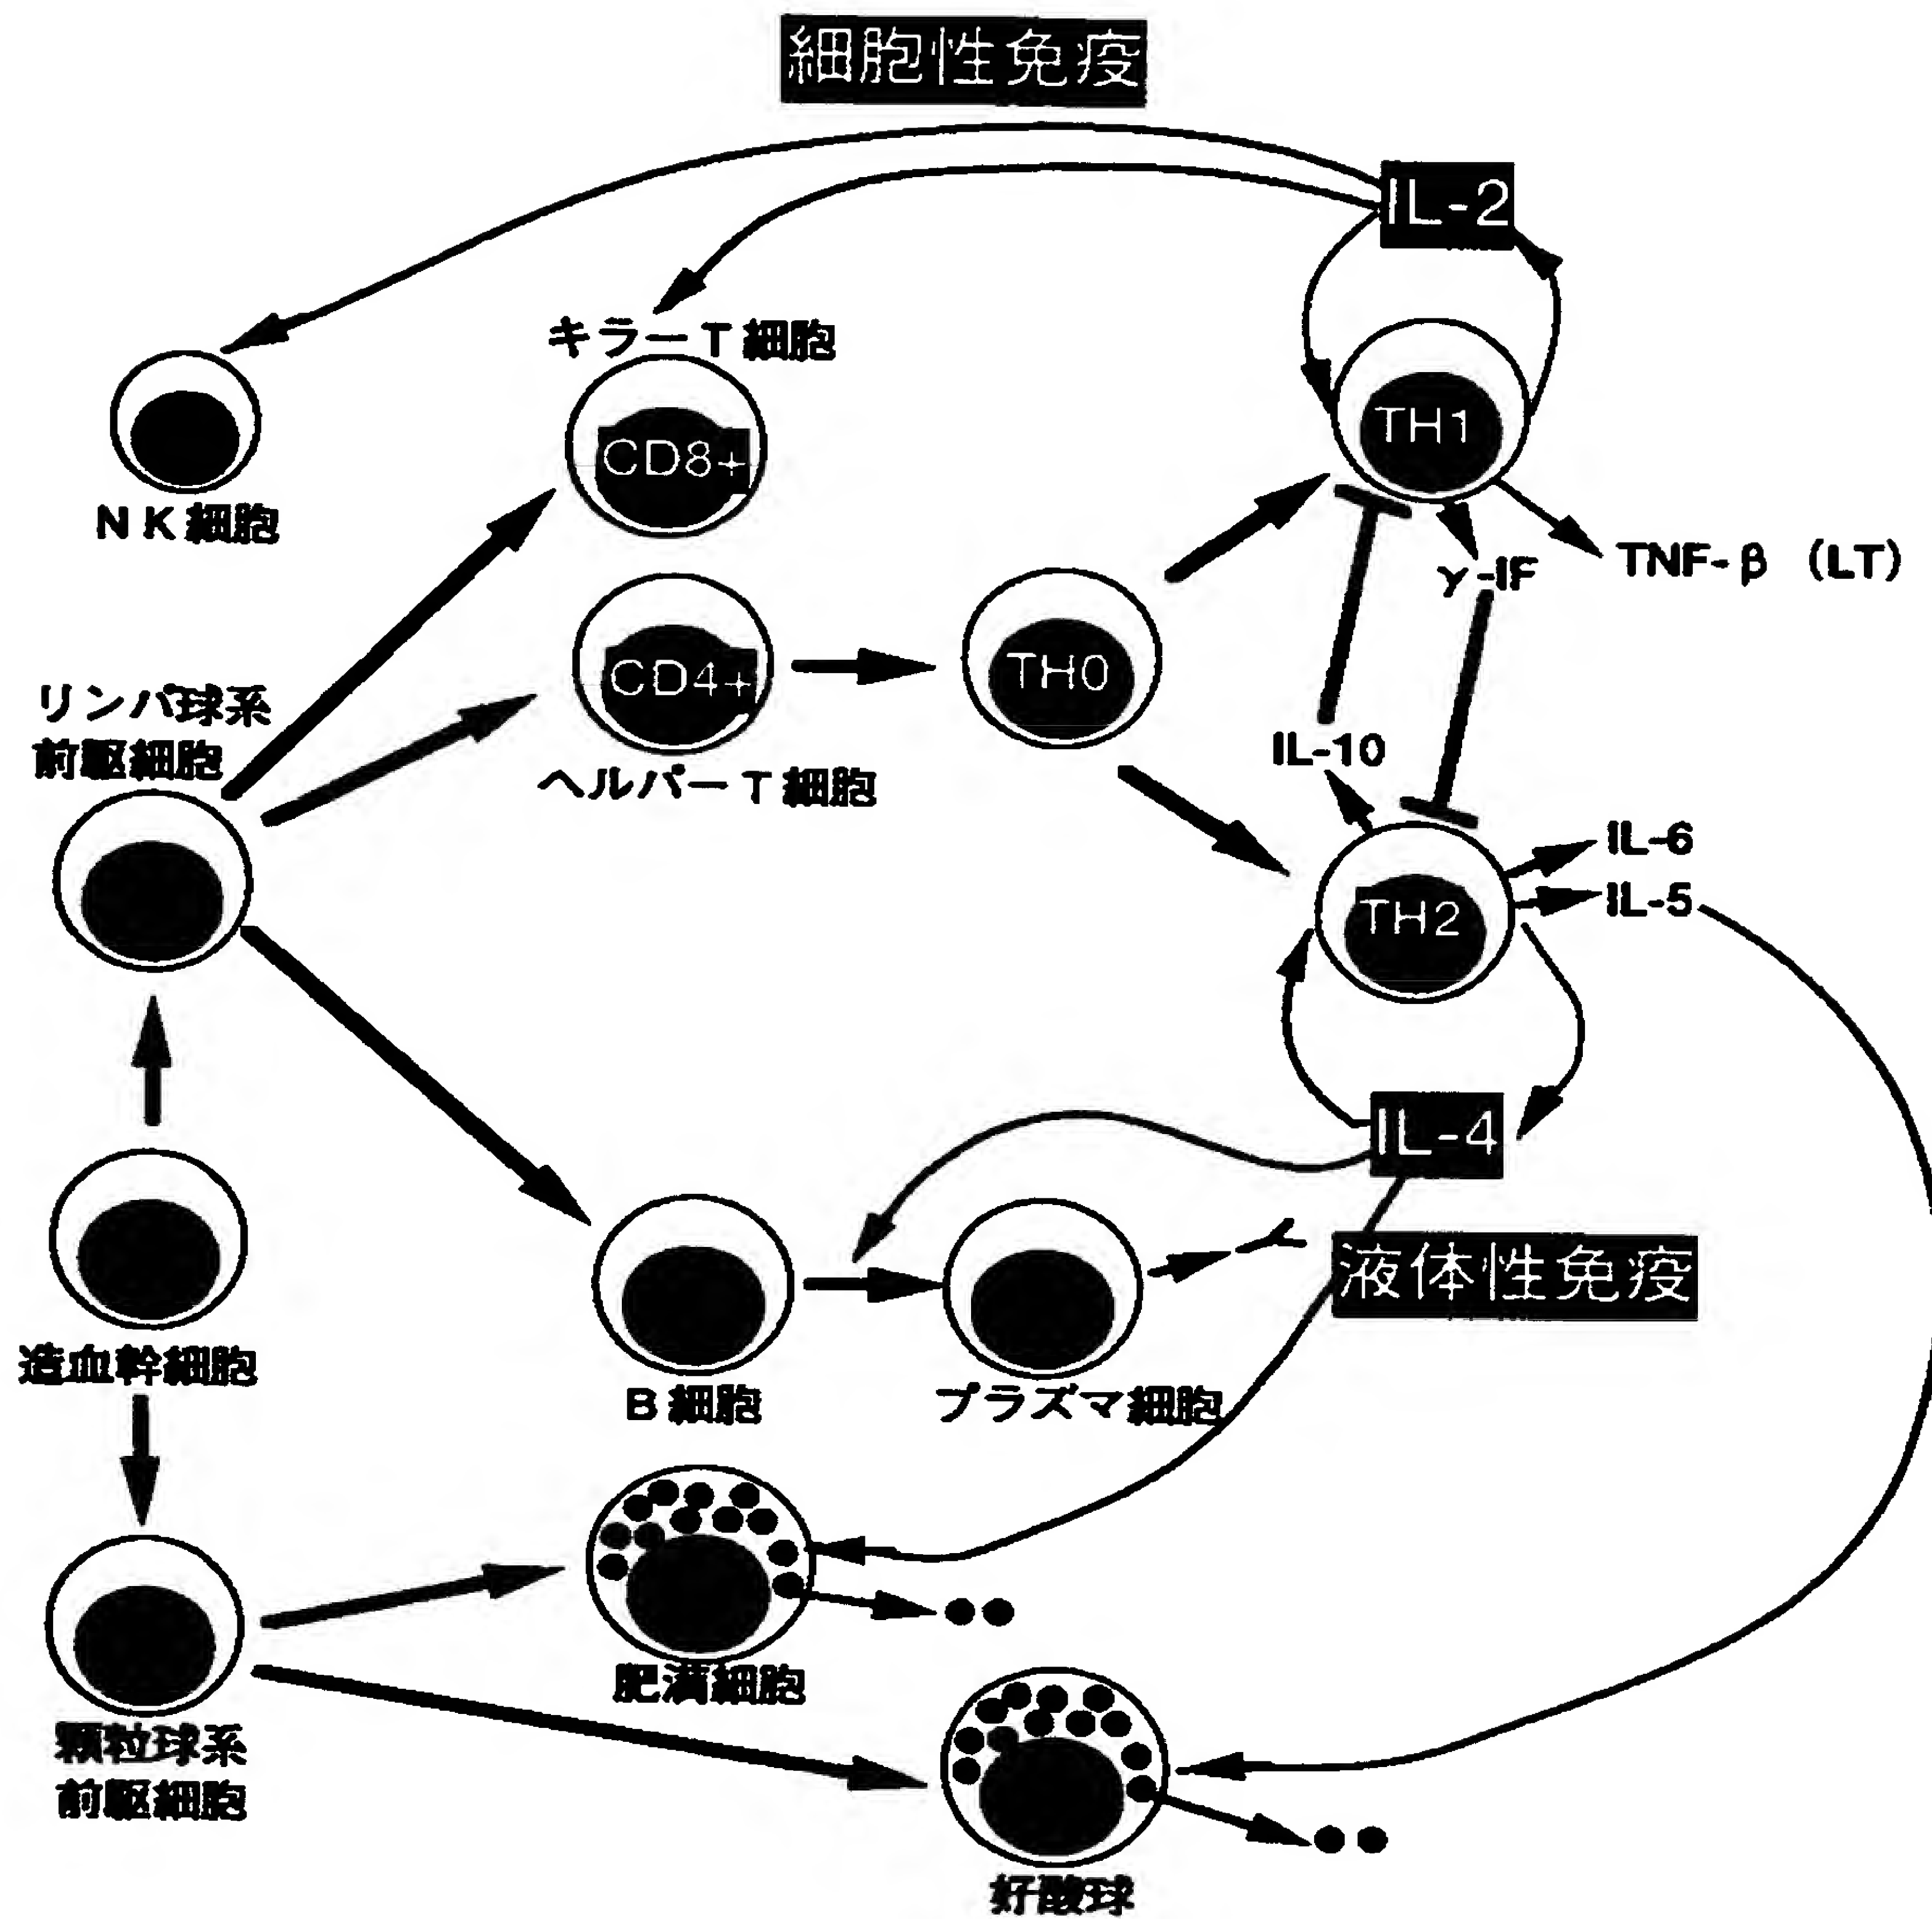 細胞性免疫
IL-2
キラーT細胞
TH1
CD8+
NK細胞
TNF-β (LT)
γ-IF
TH0
CD4+
リンパ球系
前駆細胞
IL-10
ヘルパーT細胞
IL-6
IL-5
TH2
IL-4
液体性免疫
造血幹細胞
B細胞
プラズマ細胞
肥満細胞
顆粒球系
前駆細胞
好酸球